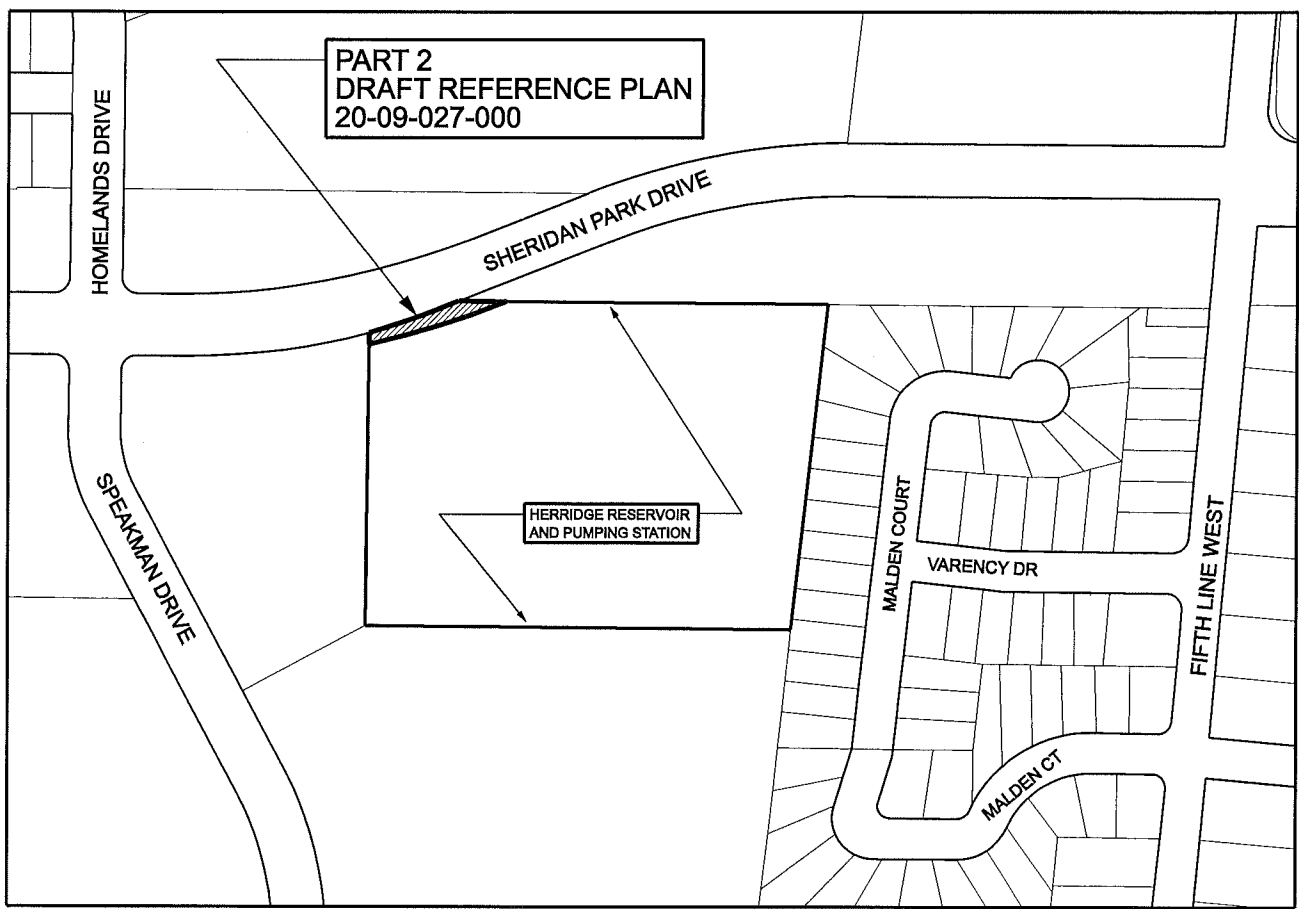 PART 2
DRAFT REFERENCE PLAN
20-09-027-000
HOMELANDS DRIVE
SHERIDAN PARK DRIVE
SPEAKMAN DRIVE
HERRIDGE RESERVOIR
AND PUMPING STATION
MALDEN COURT
VARENCY DR
FIFTH LINE WEST
MALDEN CT